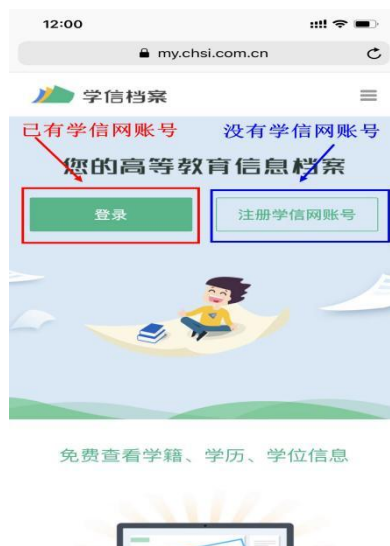 12:00
my.chsi.com.cn
学信档案
已有学信网账号 没有学信网账号
您的高等教育信息档案
登录 注册学信网账号
免费查看学籍、学历、学位信息